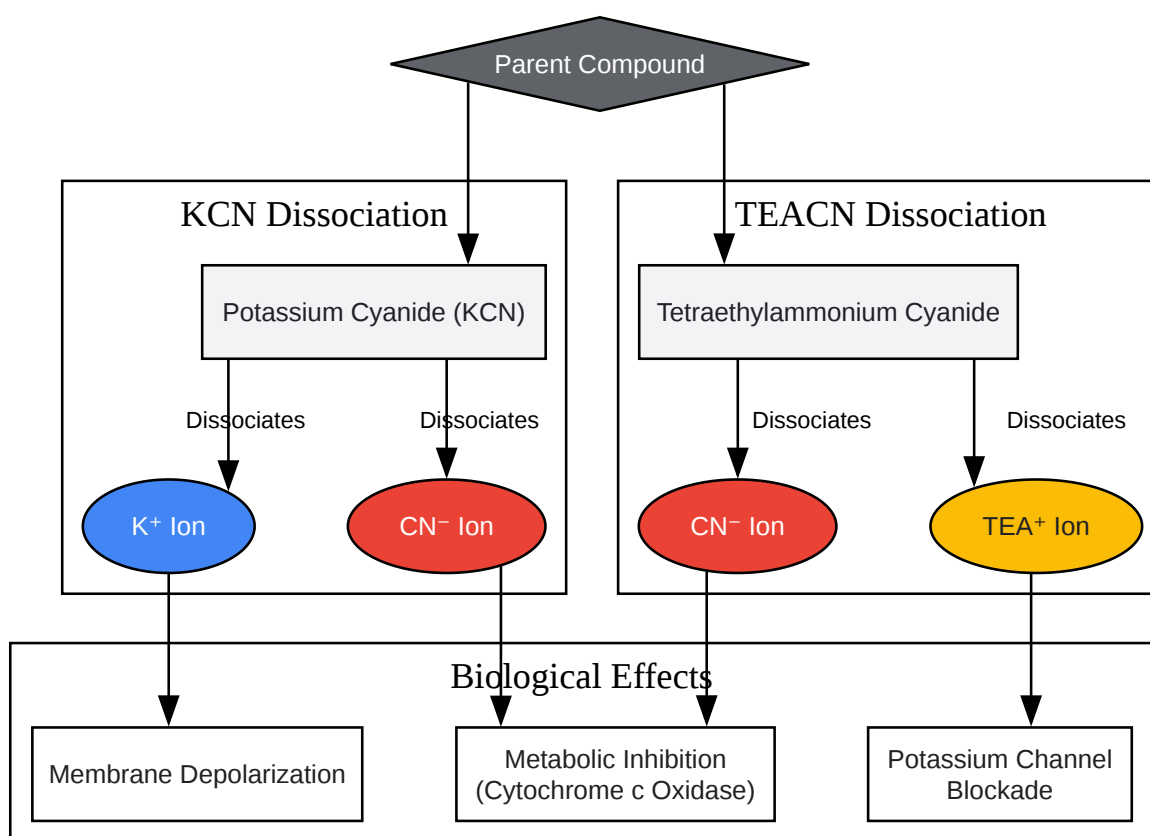 Parent Compound
KCN Dissociation
TEACN Dissociation
Potassium Cyanide (KCN)
Tetraethylammonium Cyanide
Dissociates
Dissociates
Dissociates
Dissociates
K⁺ Ion
CN⁻ Ion
CN⁻ Ion
TEA⁺ Ion
Biological Effects
Membrane Depolarization
Metabolic Inhibition
(Cytochrome c Oxidase)
Potassium Channel
Blockade